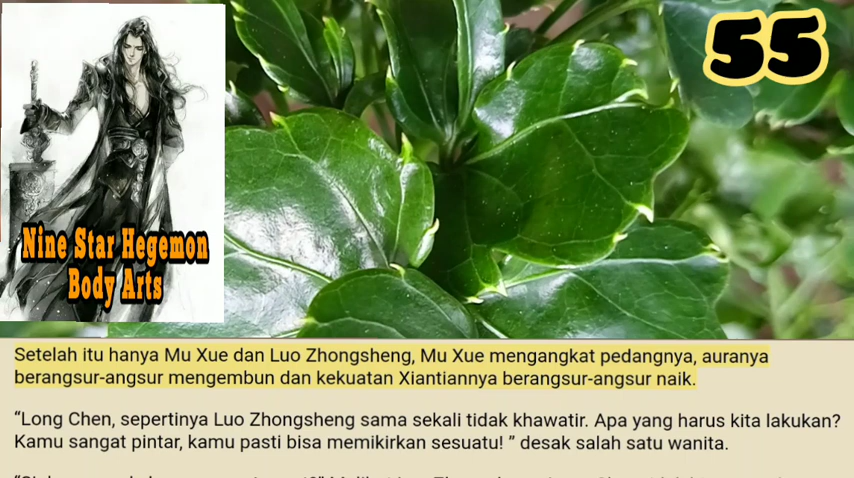 55
Nine Star Hegemon
Body Arts
Setelah itu hanya Mu Xue dan Luo Zhongsheng, Mu Xue mengangkat pedangnya, auranya
berangsur-angsur mengembun dan kekuatan Xiantiannya berangsur-angsur naik.
“Long Chen, sepertinya Luo Zhongsheng sama sekali tidak khawatir. Apa yang harus kita lakukan?
Kamu sangat pintar, kamu pasti bisa memikirkan sesuatu! ” desak salah satu wanita.